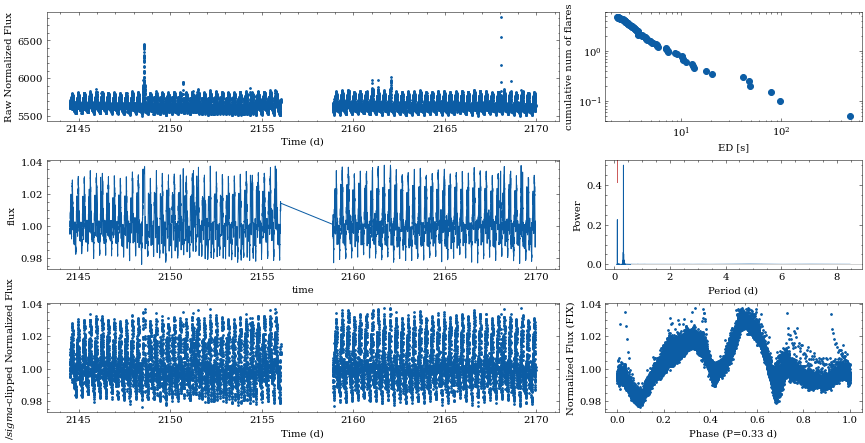 Raw Normalized Flux
6500
6000
5500
2145 2150 2155 2160 2165 2170
Time (d)
cumulative num of flares
10⁰
10⁻¹
10¹ 10²
ED [s]
flux
1.04
1.02
1.00
0.98
2145 2150 2155 2160 2165 2170
time
Power
0.4
0.2
0.0
0 2 4 6 8
Period (d)
/sigma-clipped Normalized Flux
1.04
1.02
1.00
0.98
2145 2150 2155 2160 2165 2170
Time (d)
Normalized Flux (FIX)
1.04
1.02
1.00
0.98
0.0 0.2 0.4 0.6 0.8 1.0
Phase (P=0.33 d)